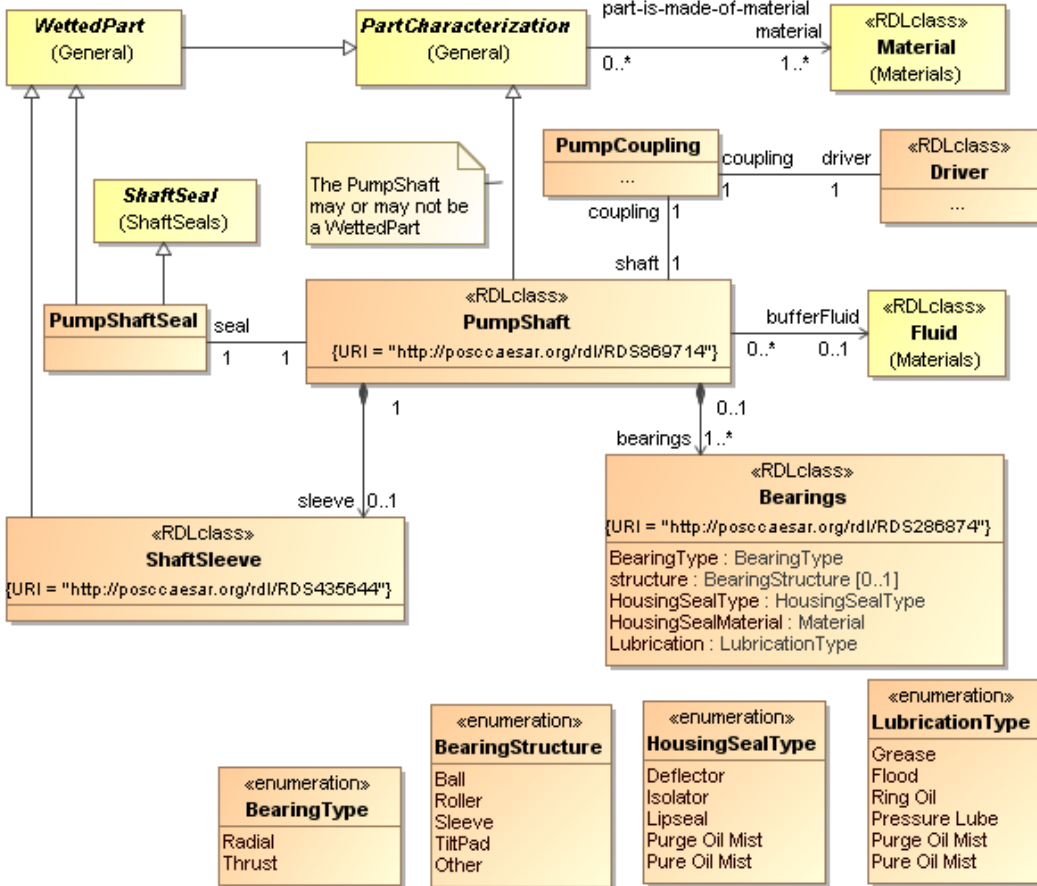 WettedPart
(General)
PartCharacterization
(General)
part-is-made-of-material
material
0..*
1..*
«RDLclass»
Material
(Materials)
The PumpShaft
may or may not be
a WettedPart
PumpCoupling
...
coupling
driver
1
1
«RDLclass»
Driver
...
ShaftSeal
(ShaftSeals)
coupling
1
shaft
1
PumpShaftSeal
seal
1
1
«RDLclass»
PumpShaft
{URI = "http://posccaesar.org/rdl/RDS869714"}
bufferFluid
0..*
0..1
«RDLclass»
Fluid
(Materials)
1
0..1
bearings
1..*
sleeve
0..1
«RDLclass»
ShaftSleeve
{URI = "http://posccaesar.org/rdl/RDS435644"}
«RDLclass»
Bearings
{URI = "http://posccaesar.org/rdl/RDS286874"}
BearingType : BearingType
structure : BearingStructure [0..1]
HousingSealType : HousingSealType
HousingSealMaterial : Material
Lubrication : LubricationType
«enumeration»
BearingType
Radial
Thrust
«enumeration»
BearingStructure
Ball
Roller
Sleeve
TiltPad
Other
«enumeration»
HousingSealType
Deflector
Isolator
Lipseal
Purge Oil Mist
Pure Oil Mist
«enumeration»
LubricationType
Grease
Flood
Ring Oil
Pressure Lube
Purge Oil Mist
Pure Oil Mist